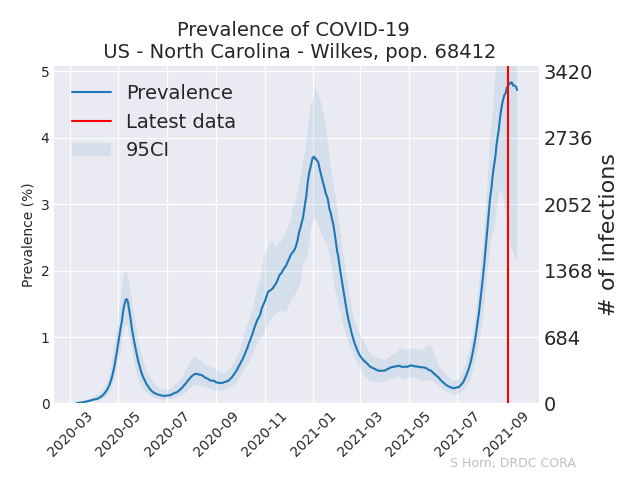 Prevalence of COVID-19
US - North Carolina - Wilkes, pop. 68412
Prevalence
Latest data
95CI
Prevalence (%)
5
4
3
2
1
0
3420
2736
2052
1368
684
0
# of infections
2020-03
2020-05
2020-07
2020-09
2020-11
2021-01
2021-03
2021-05
2021-07
2021-09
S Horn, DRDC CORA